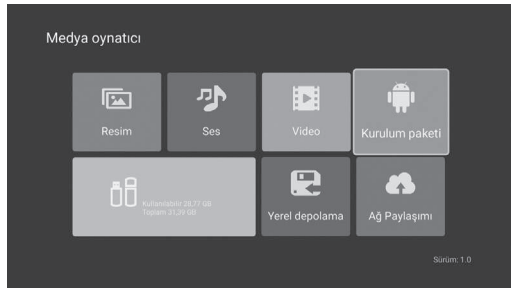 Medya oynatıcı
Resim
Ses
Video
Kurulum paketi
Kullanılabilir 28,77 GB
Toplam 31,39 GB
Yerel depolama
Ağ Paylaşımı
Sürüm: 1.0